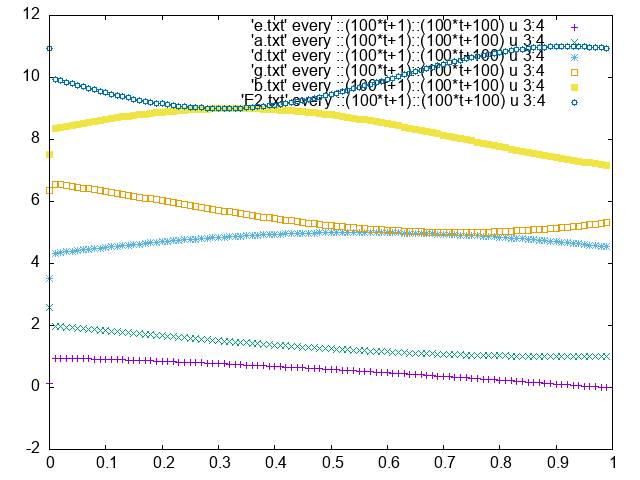 'e.txt' every ::(100*t+1)::(100*t+100) u 3:4
'a.txt' every ::(100*t+1)::(100*t+100) u 3:4
'd.txt' every ::(100*t+1)::(100*t+100) u 3:4
'g.txt' every ::(100*t+1)::(100*t+100) u 3:4
'b.txt' every ::(100*t+1)::(100*t+100) u 3:4
'F2.txt' every ::(100*t+1)::(100*t+100) u 3:4
12
10
8
6
4
2
0
-2
0 0.1 0.2 0.3 0.4 0.5 0.6 0.7 0.8 0.9 1